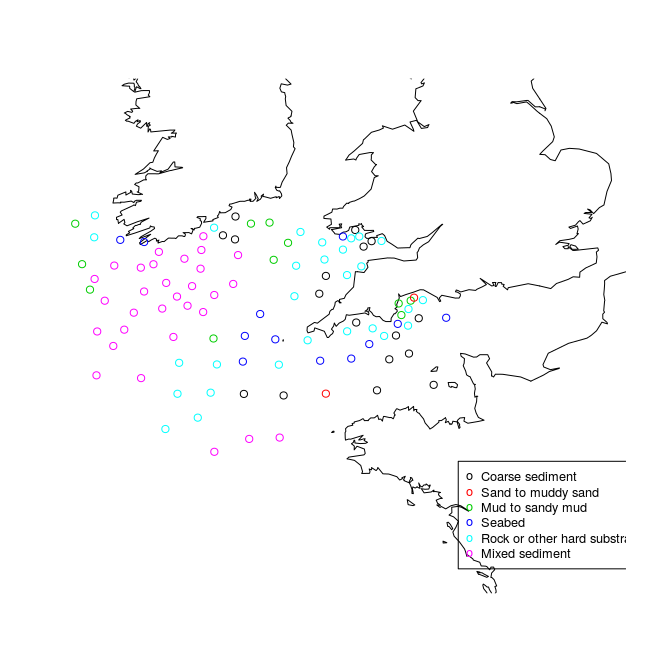 Coarse sediment
Sand to muddy sand
Mud to sandy mud
Seabed
Rock or other hard substra
Mixed sediment